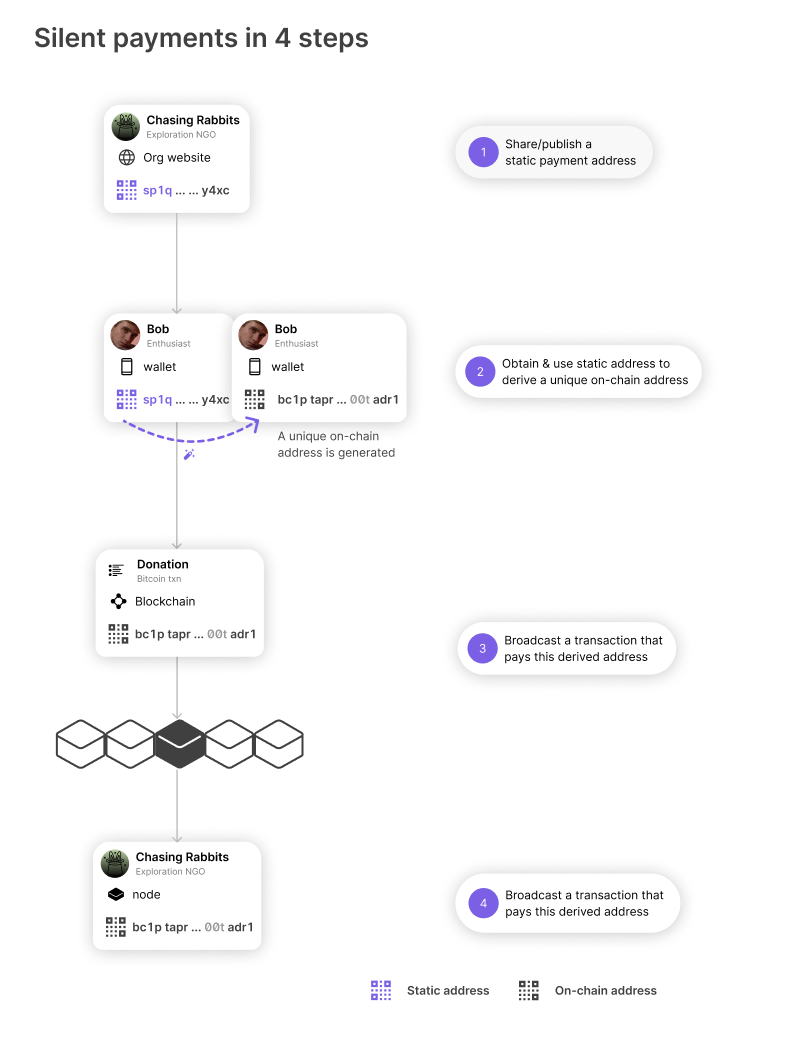 Silent payments in 4 steps
Chasing Rabbits
Exploration NGO
Org website
sp1q ... ... y4xc
1
Share/publish a
static payment address
Bob
Enthusiast
wallet
sp1q ... ... y4xc
Bob
Enthusiast
wallet
bc1p tapr ... 00t adr1
A unique on-chain
address is generated
2
Obtain & use static address to
derive a unique on-chain address
Donation
Bitcoin txn
Blockchain
bc1p tapr ... 00t adr1
3
Broadcast a transaction that
pays this derived address
Chasing Rabbits
Exploration NGO
node
bc1p tapr ... 00t adr1
4
Broadcast a transaction that
pays this derived address
Static address
On-chain address